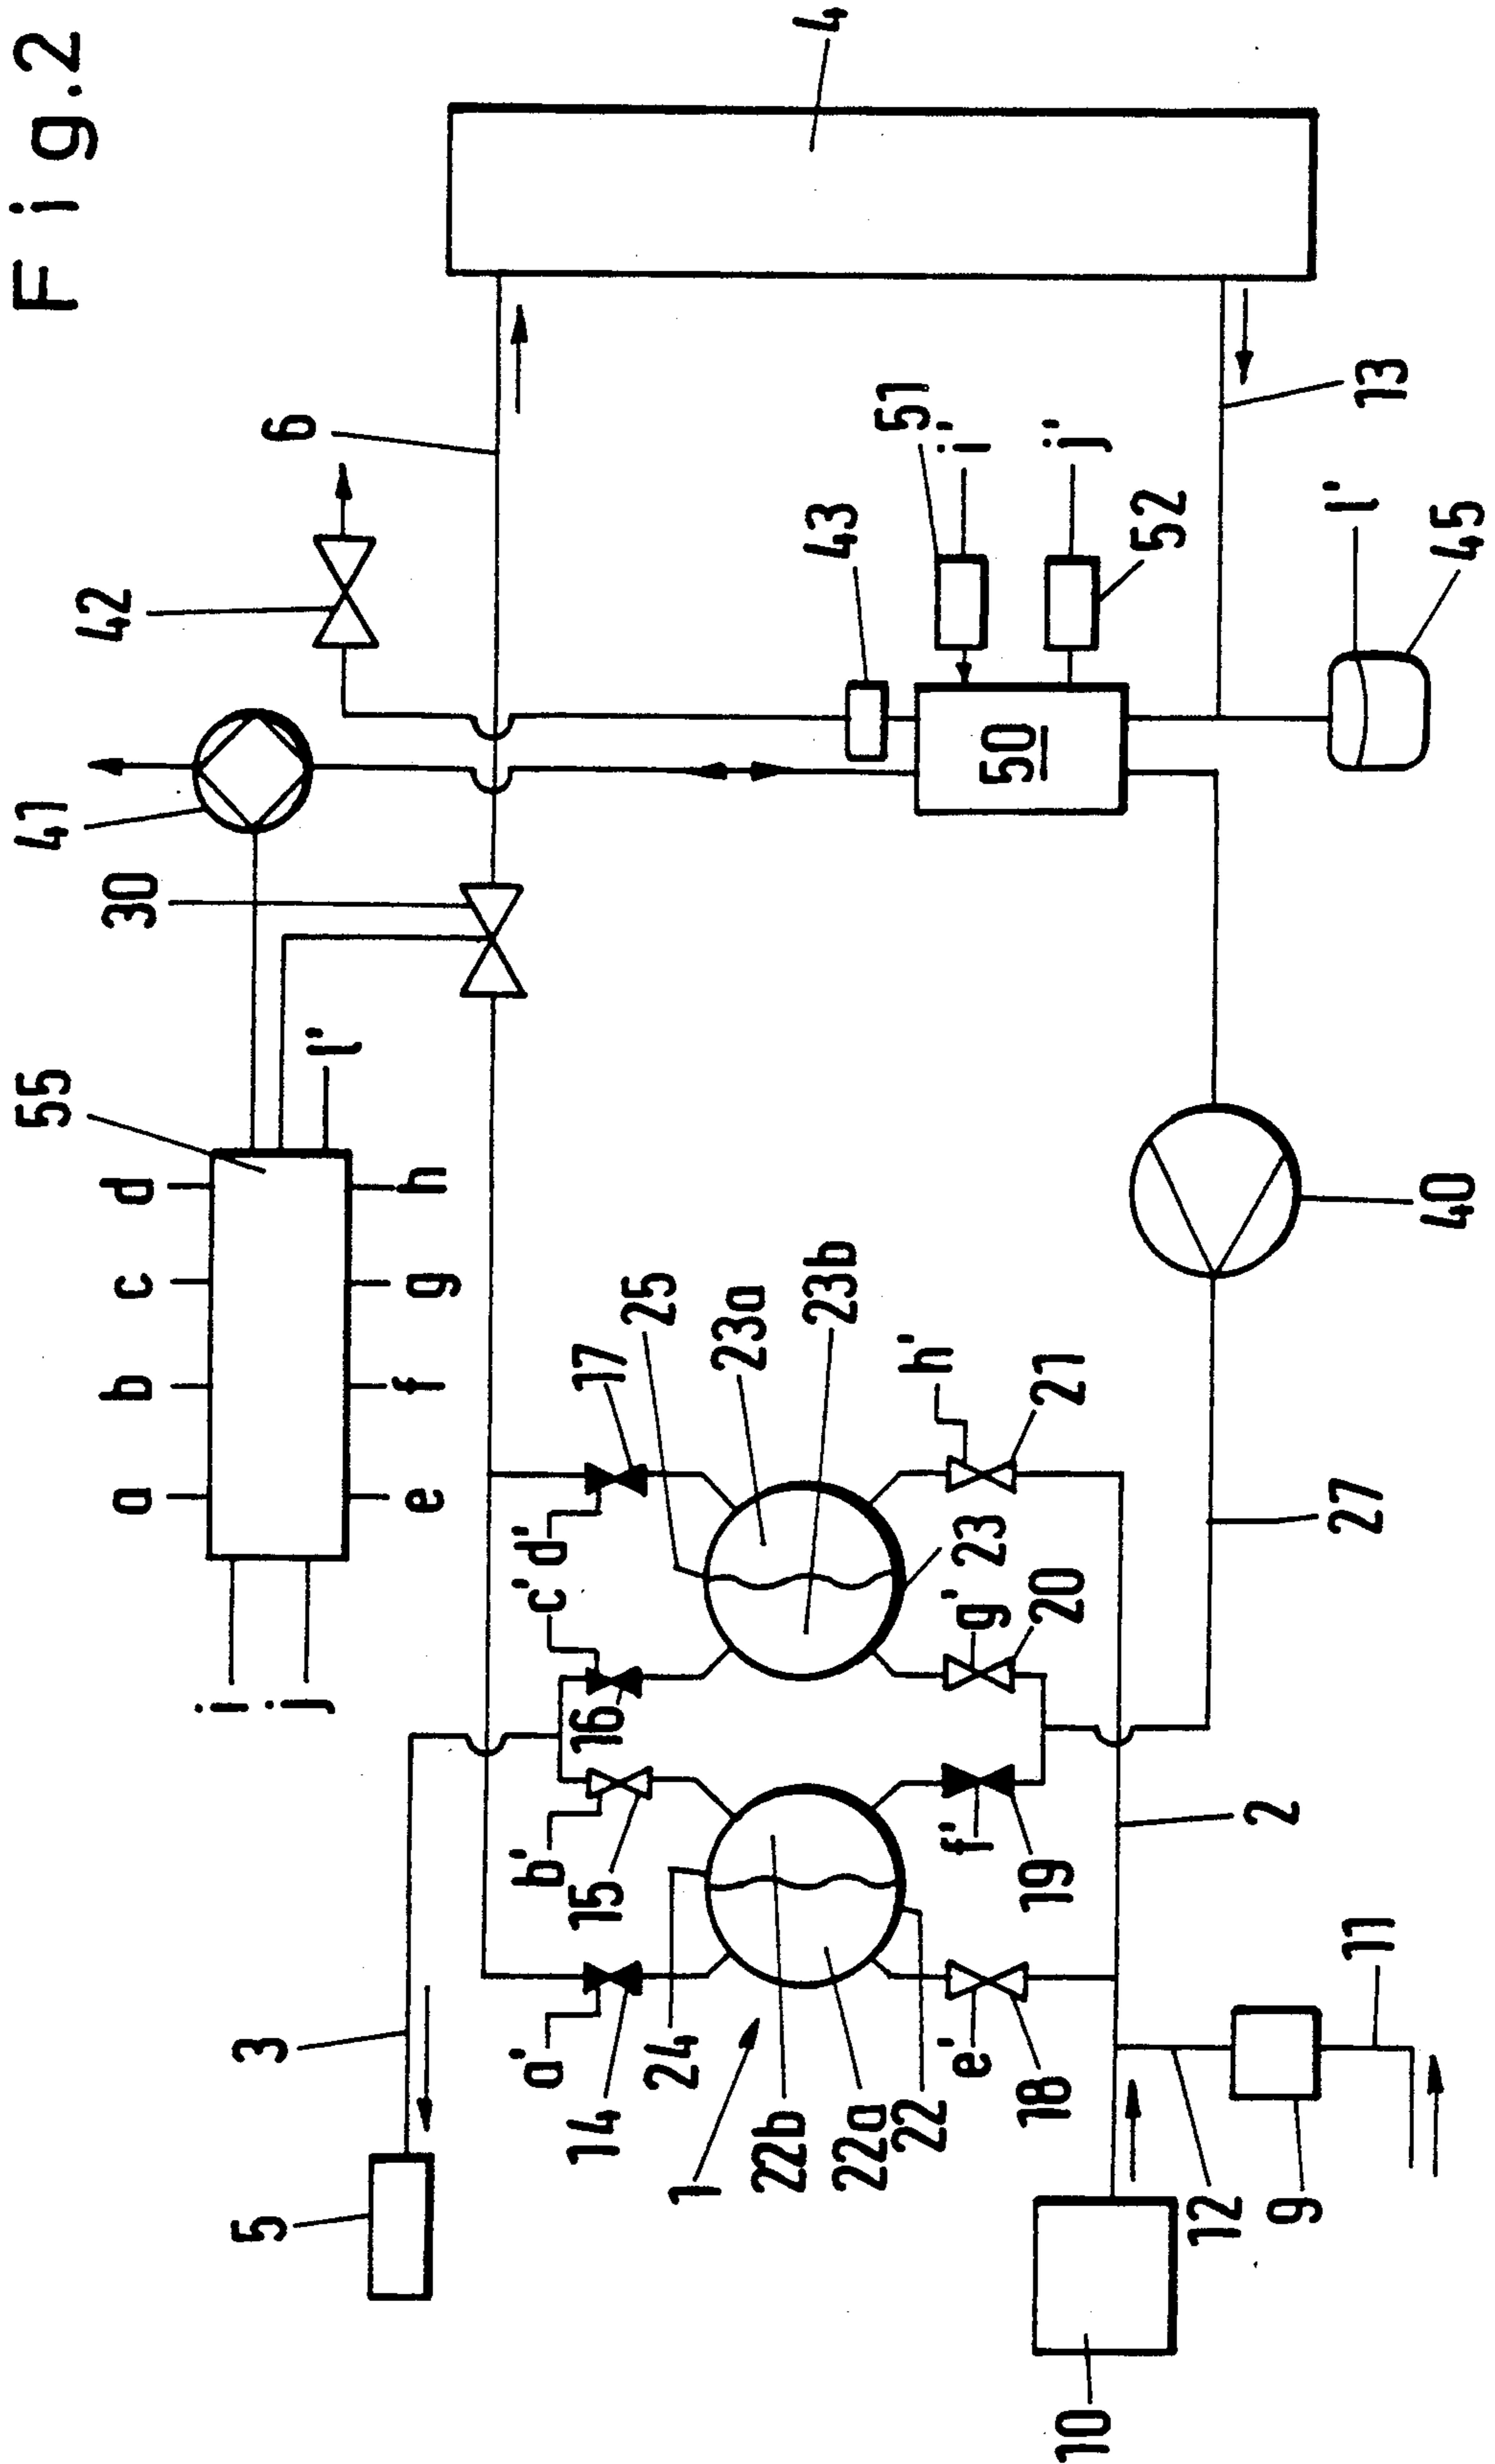 Fig.2
55 41
a b c d 30 42
5 3 i 6
j l'
e f g h
a' b' c' d'
14 15 16 17
24 25
1 23a
22b 23b 43 4
22a 51
22 h' i'
e' f' g' 23 50
18 19 20 21 j'
10 52
12 2
9 11 27 l' 13
40 45